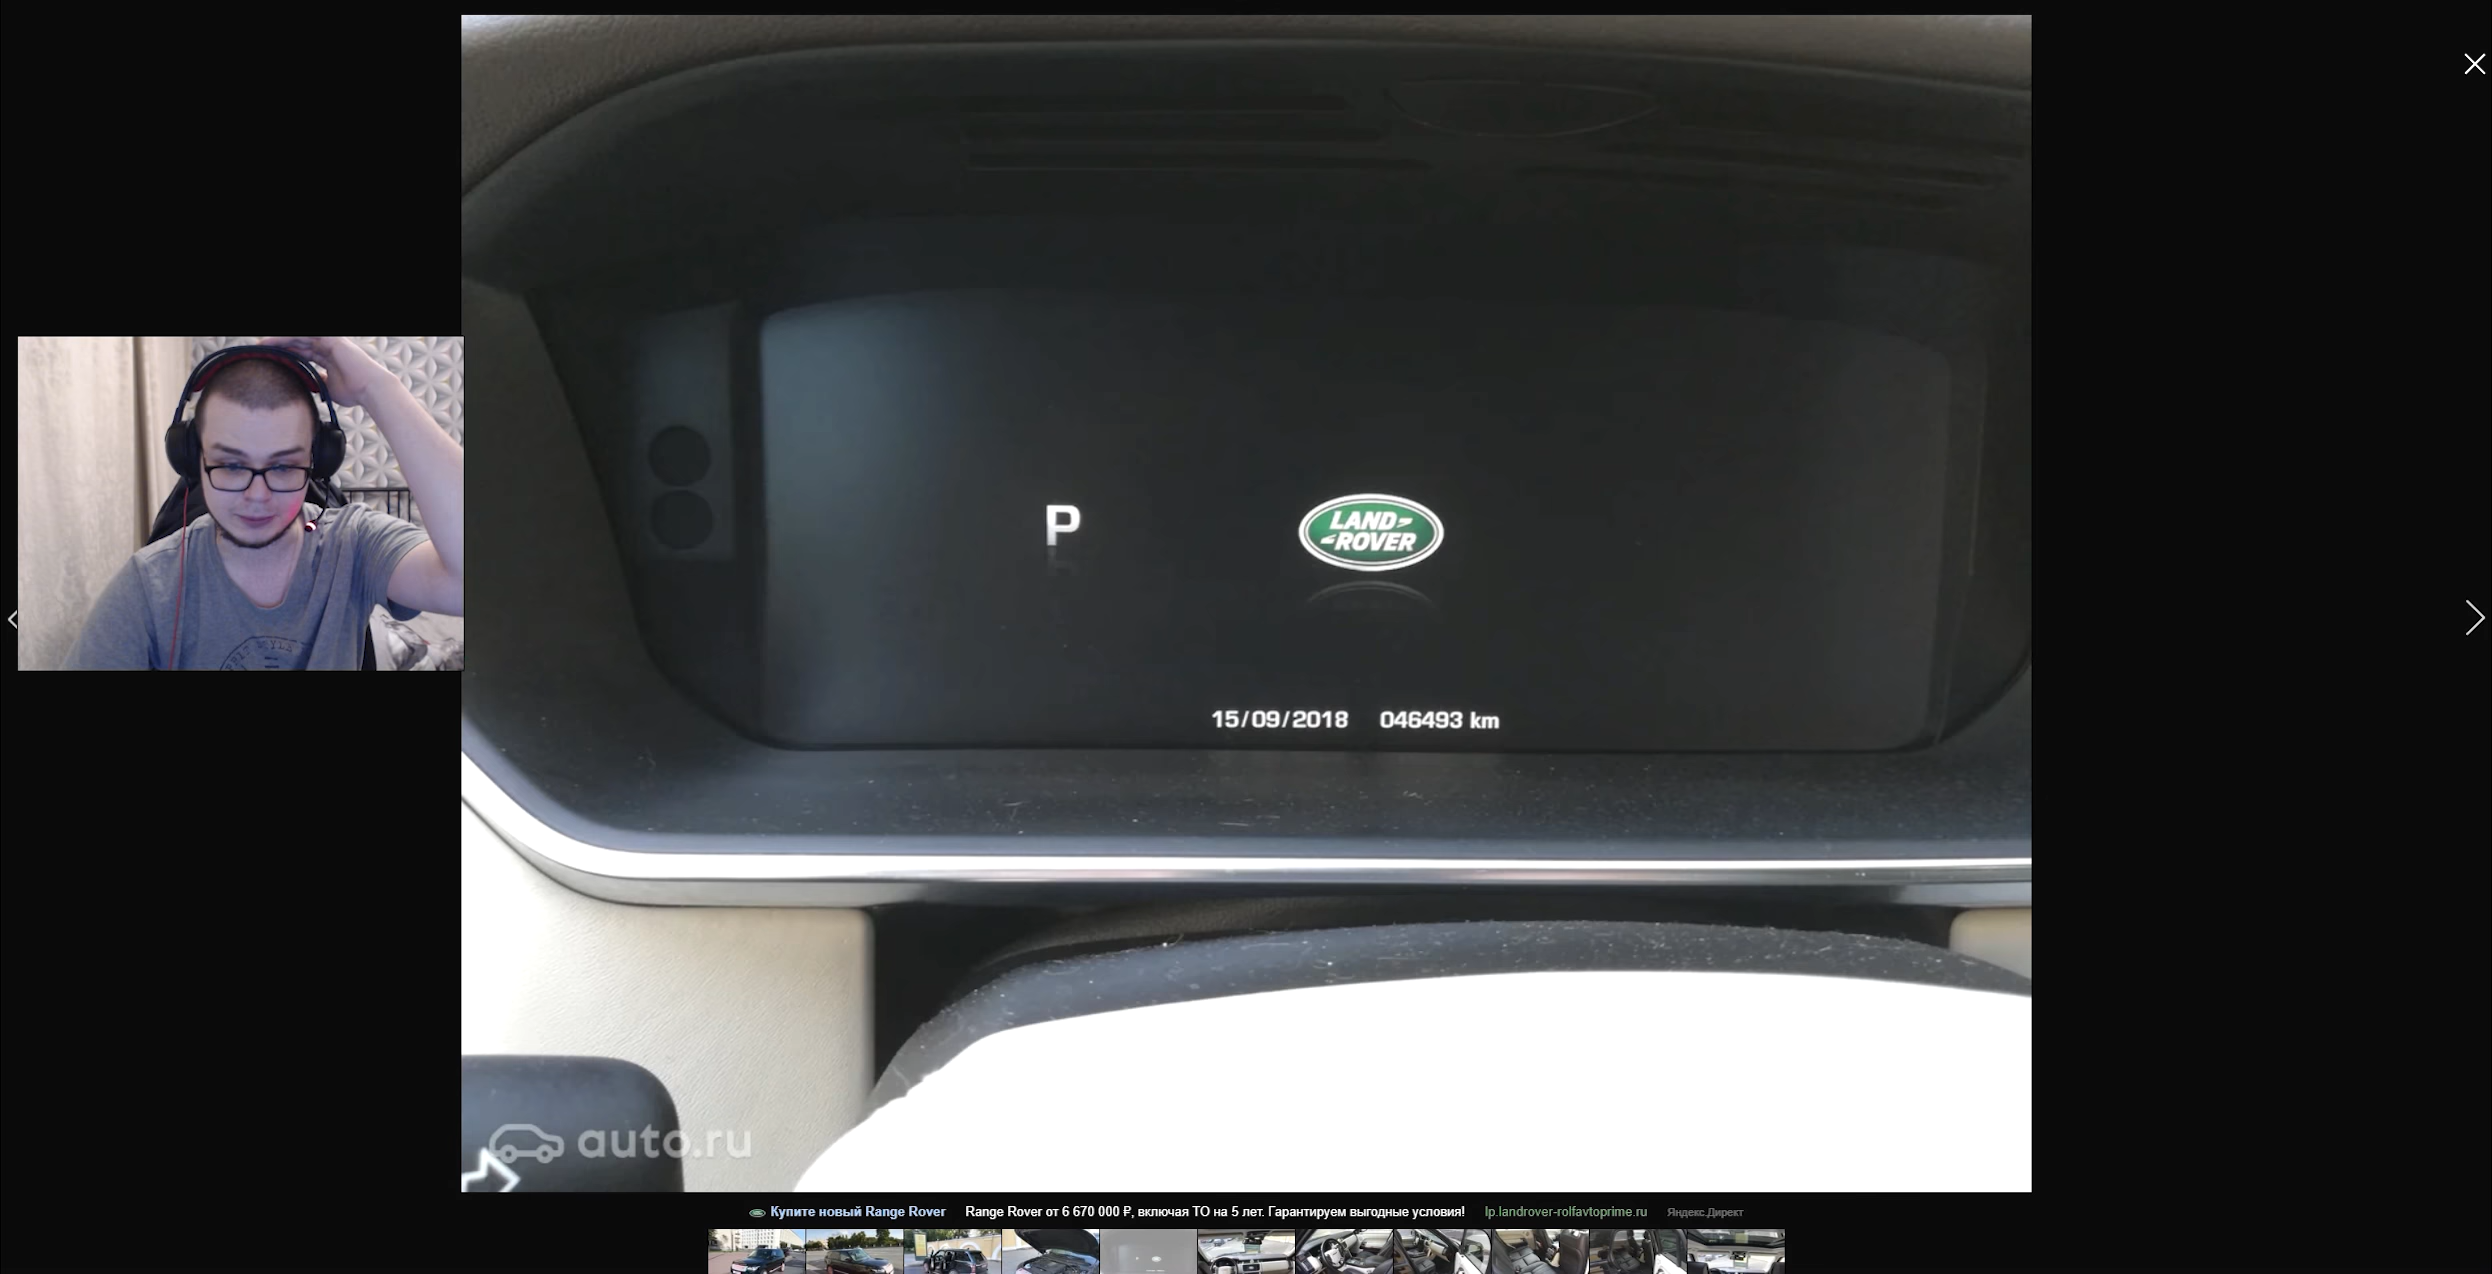 P
LAND
ROVER
15/09/2018 046493 km
auto.ru
Купите новый Range Rover Range Rover от 6 670 000 ₽, включая ТО на 5 лет. Гарантируем выгодные условия! lp.landrover-rolfavtoprime.ru Яндекс.Директ